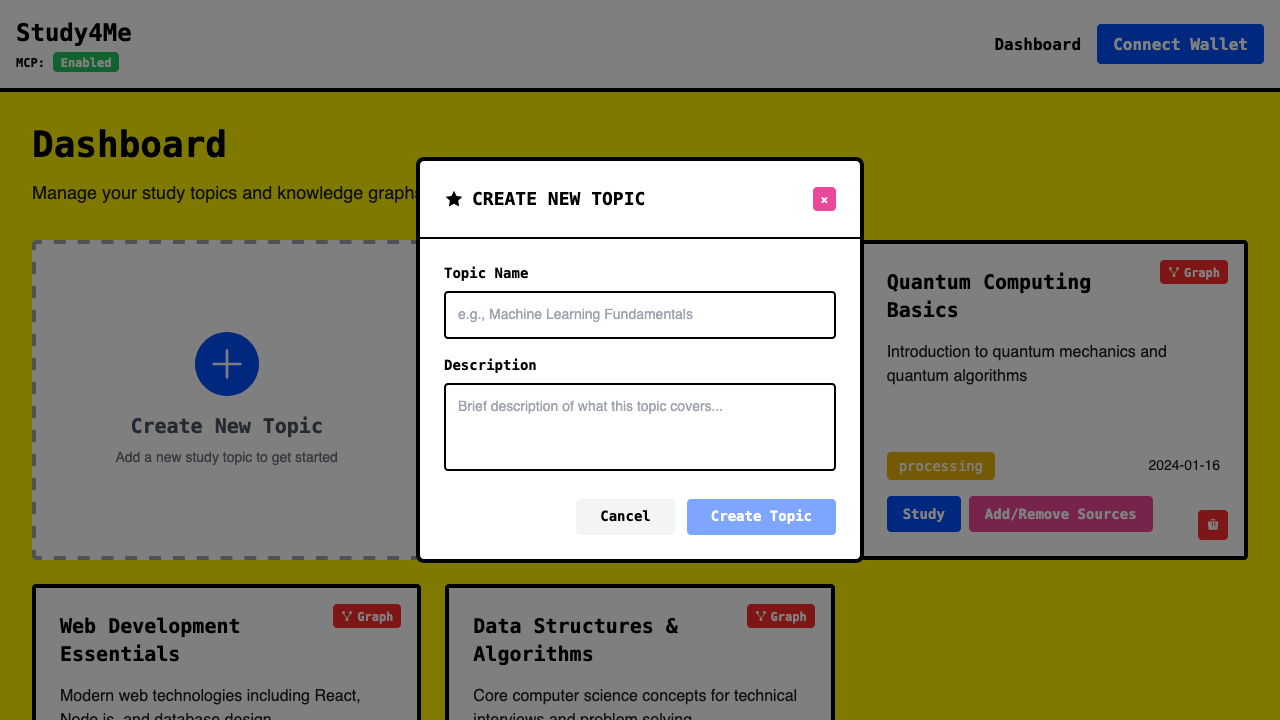 Study4Me
MCP: Enabled
Dashboard
Connect Wallet
Dashboard
Manage your study topics and knowledge graphs
CREATE NEW TOPIC
×
Topic Name
e.g., Machine Learning Fundamentals
Description
Brief description of what this topic covers...
Cancel
Create Topic
Create New Topic
Add a new study topic to get started
Quantum Computing
Basics
Graph
Introduction to quantum mechanics and
quantum algorithms
processing
2024-01-16
Study
Add/Remove Sources
Web Development
Essentials
Graph
Modern web technologies including React,
Node.js, and database design
Data Structures &
Algorithms
Graph
Core computer science concepts for technical
interviews and problem solving